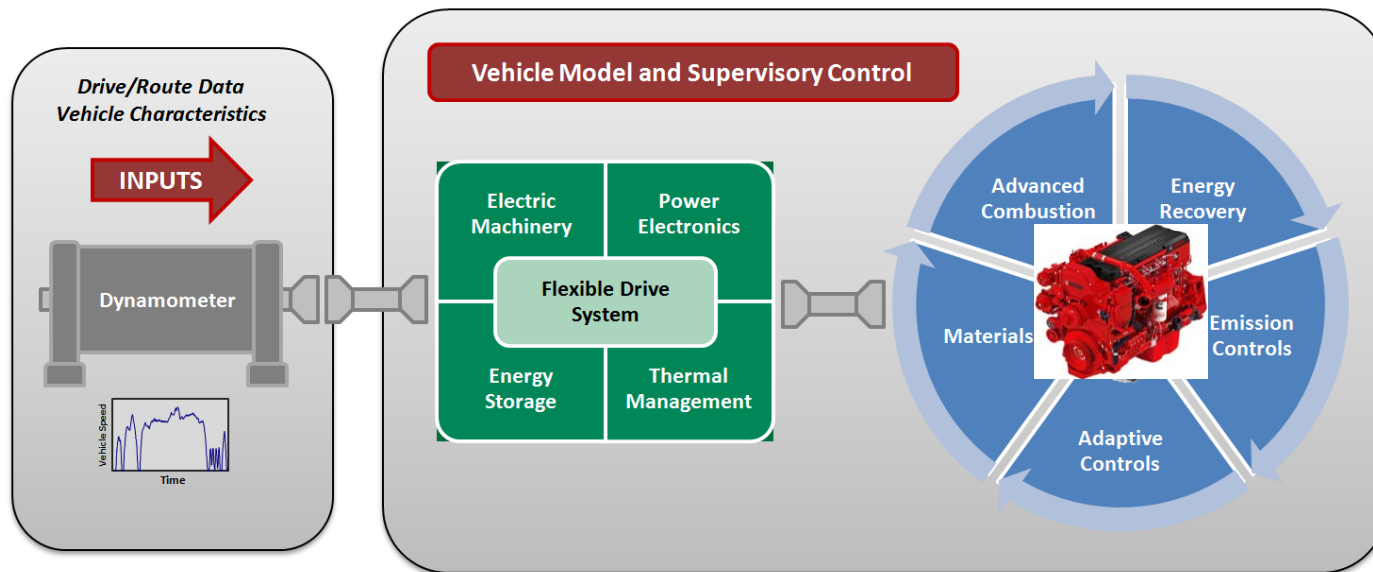 Drive/Route Data
Vehicle Characteristics
INPUTS
Dynamometer
Vehicle Speed
Time
Vehicle Model and Supervisory Control
Electric
Machinery
Power
Electronics
Flexible Drive
System
Energy
Storage
Thermal
Management
Advanced
Combustion
Energy
Recovery
Materials
Emission
Controls
Adaptive
Controls